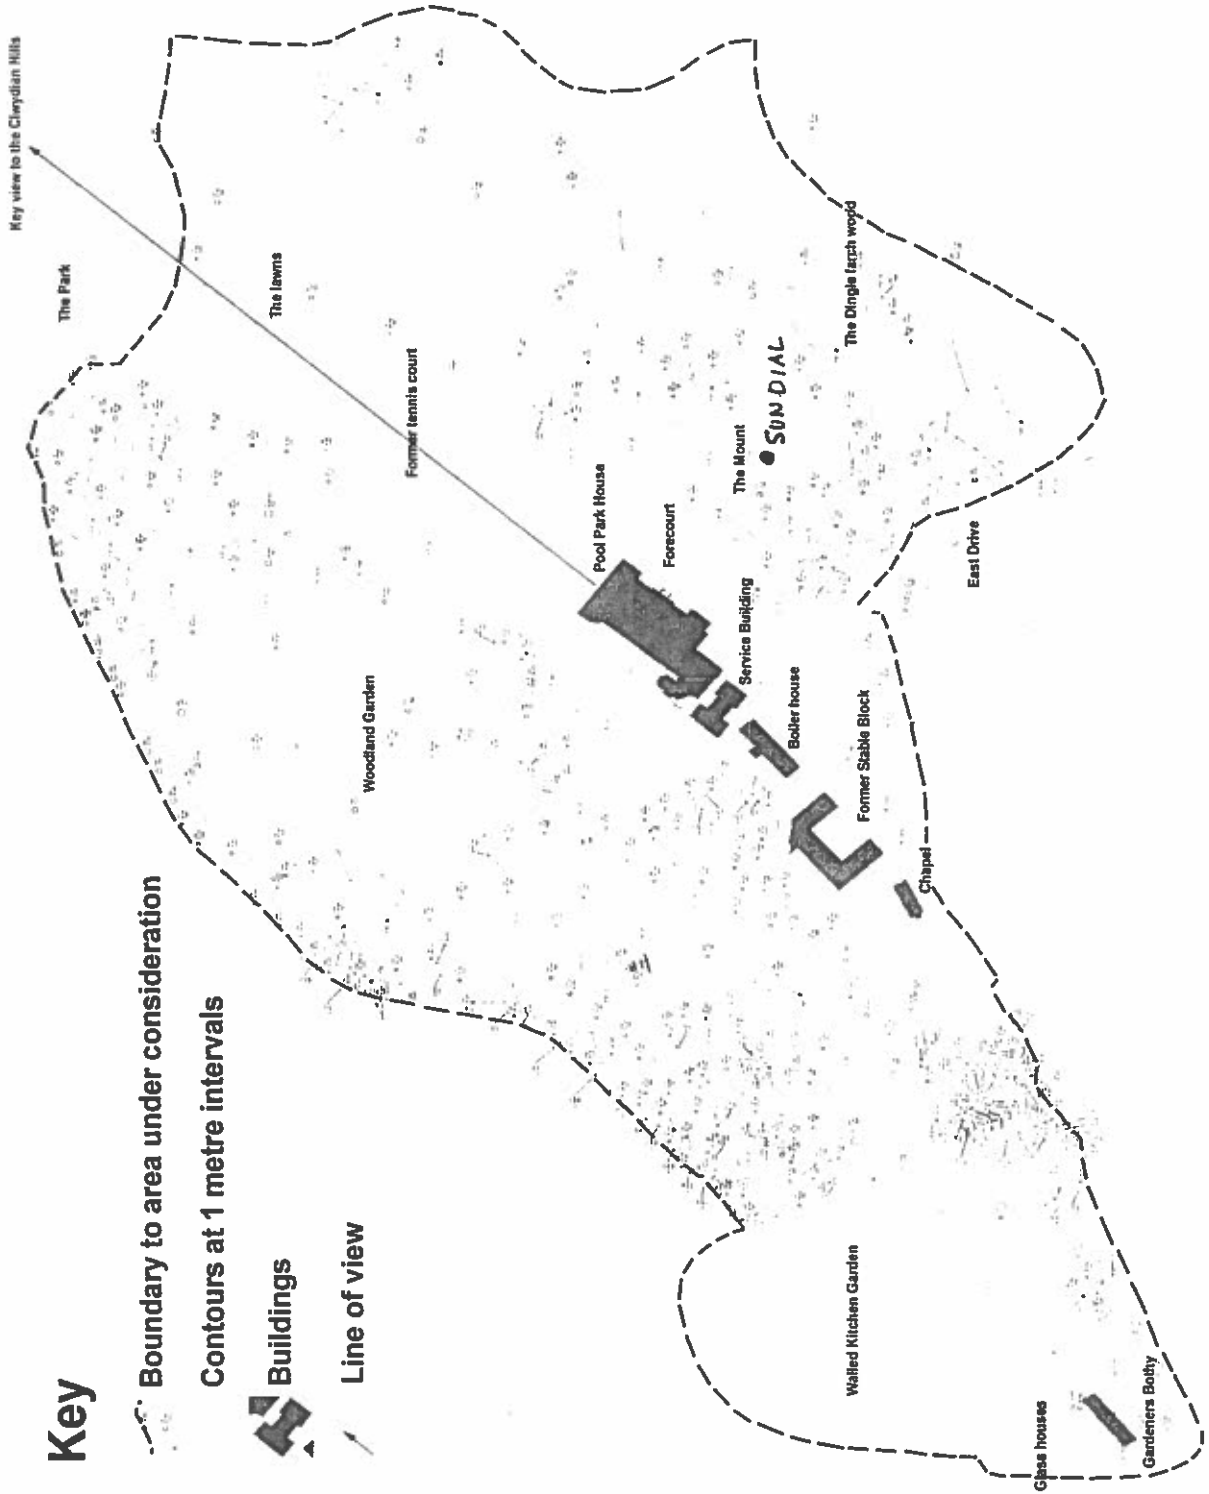 Key
Boundary to area under consideration
Contours at 1 metre intervals
Buildings
Line of view
Key view to the Clwydian Hills
The Park
The lawns
Former tennis court
Woodland Garden
Pool Park House
Forecourt
The Mount
SUNDIAL
The Dingle larch wood
Service Building
Boiler house
Former Stable Block
Chapel
East Drive
Walled Kitchen Garden
Glass houses
Gardeners Bothy